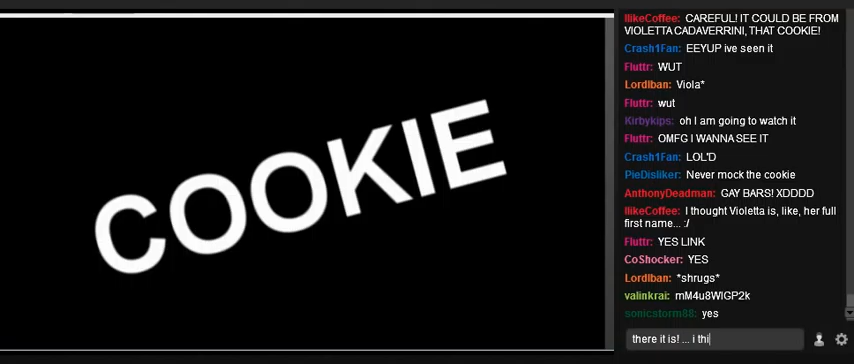 COOKIE
IlikeCoffee: CAREFUL! IT COULD BE FROM
VIOLETTA CADAVERRINI, THAT COOKIE!
Crash1Fan: EEYUP ive seen it
Fluttr: WUT
LordIban: Viola*
Fluttr: wut
Kirbykips: oh I am going to watch it
Fluttr: OMFG I WANNA SEE IT
Crash1Fan: LOL'D
PieDisliker: Never mock the cookie
AnthonyDeadman: GAY BARS! XDDDD
IlikeCoffee: I thought Violetta is, like, her full
first name... :/
Fluttr: YES LINK
CoShocker: YES
LordIban: *shrugs*
valinkrai: mM4u8WlGP2k
sonicstorm88: yes
there it is! ... i thi